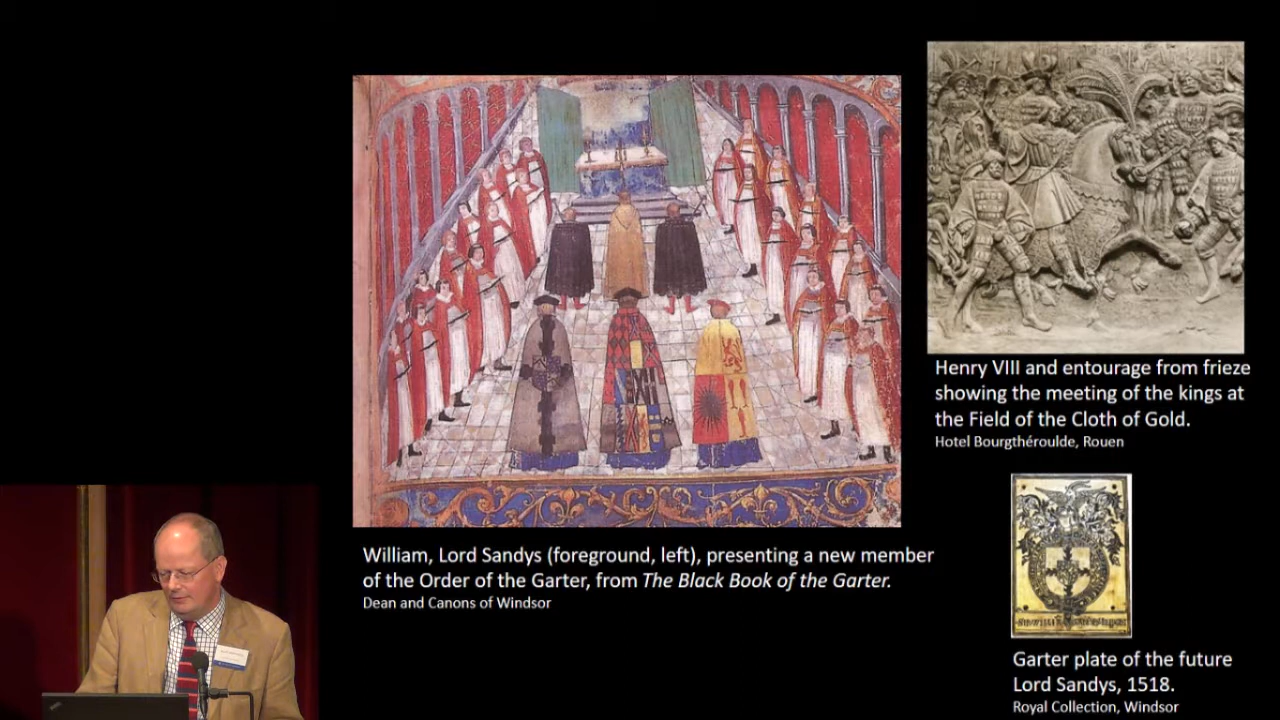 William, Lord Sandys (foreground, left), presenting a new member
of the Order of the Garter, from The Black Book of the Garter.
Dean and Canons of Windsor
Henry VIII and entourage from frieze
showing the meeting of the kings at
the Field of the Cloth of Gold.
Hotel Bourgthéroulde, Rouen
Garter plate of the future
Lord Sandys, 1518.
Royal Collection, Windsor